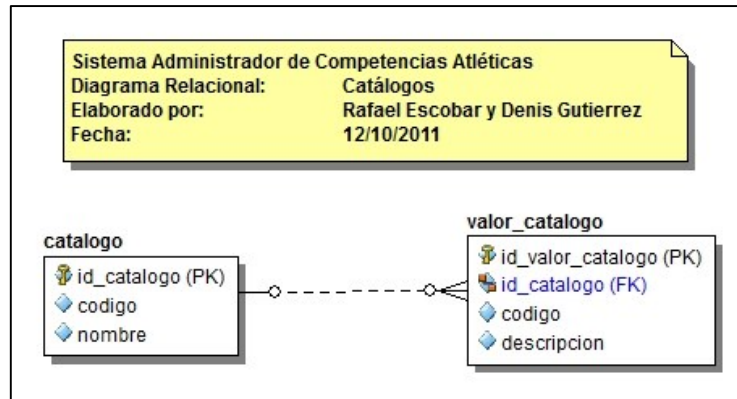 Sistema Administrador de Competencias Atléticas
Diagrama Relacional: Catálogos
Elaborado por: Rafael Escobar y Denis Gutierrez
Fecha: 12/10/2011
catalogo
id_catalogo (PK)
codigo
nombre
valor_catalogo
id_valor_catalogo (PK)
id_catalogo (FK)
codigo
descripcion